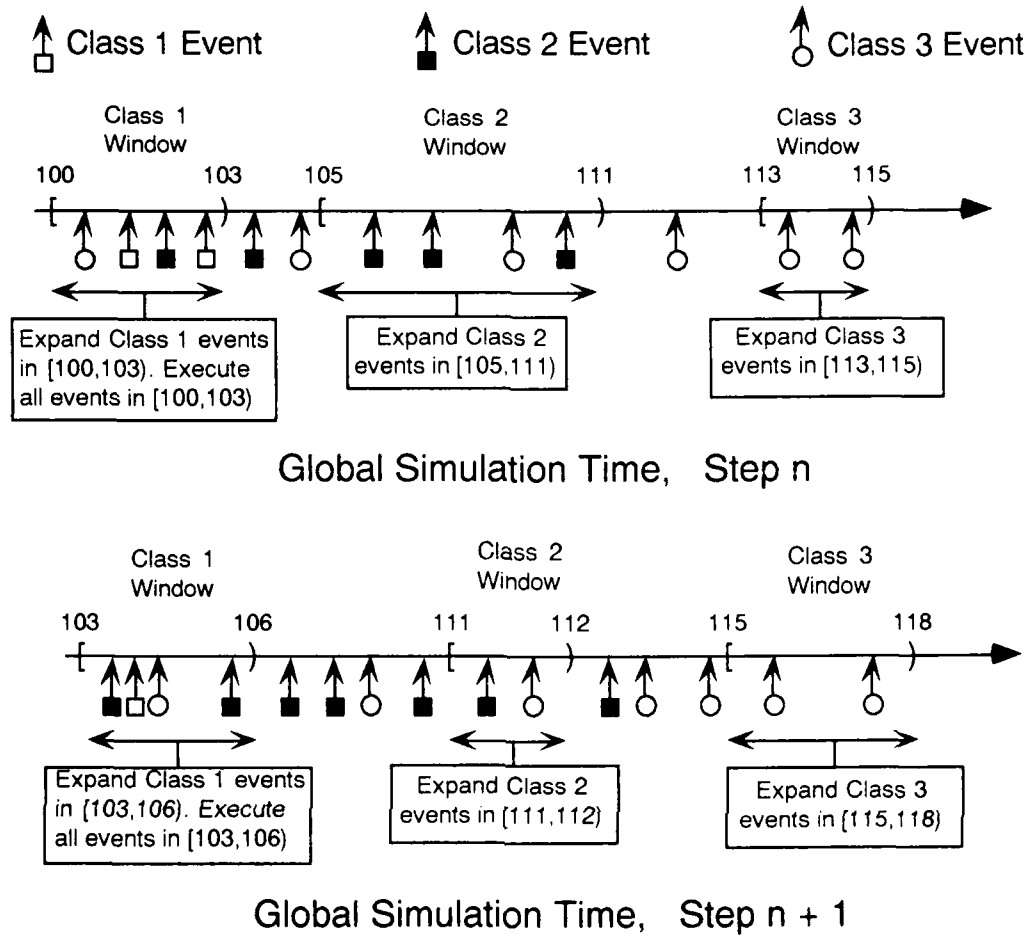 Class 1 Event
Class 2 Event
Class 3 Event
Class 1
Window
Class 2
Window
Class 3
Window
100
103
105
111
113
115
Expand Class 1 events
in [100,103). Execute
all events in [100,103)
Expand Class 2
events in [105,111)
Expand Class 3
events in [113,115)
Global Simulation Time, Step n
Class 1
Window
Class 2
Window
Class 3
Window
103
106
111
112
115
118
Expand Class 1 events
in [103,106). Execute
all events in [103,106)
Expand Class 2
events in [111,112)
Expand Class 3
events in [115,118)
Global Simulation Time, Step n + 1